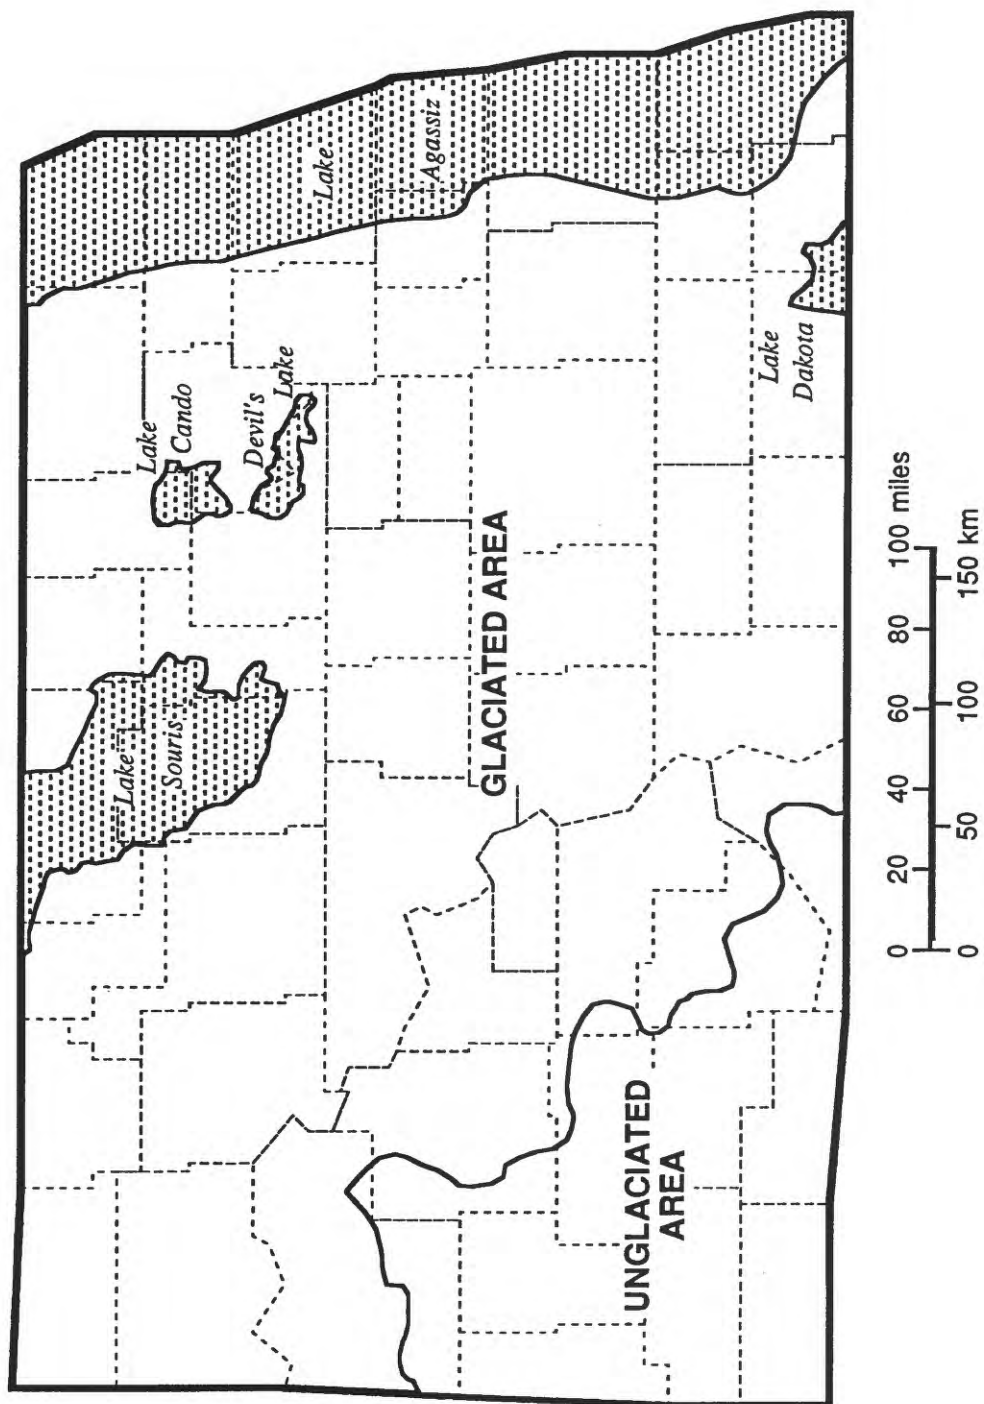 Lake
Souris
Lake
Cando
Devil's
Lake
Lake
Agassiz
GLACIATED AREA
Lake
Dakota
UNGLACIATED
AREA
0 20 40 60 80 100 miles
0 50 100 150 km